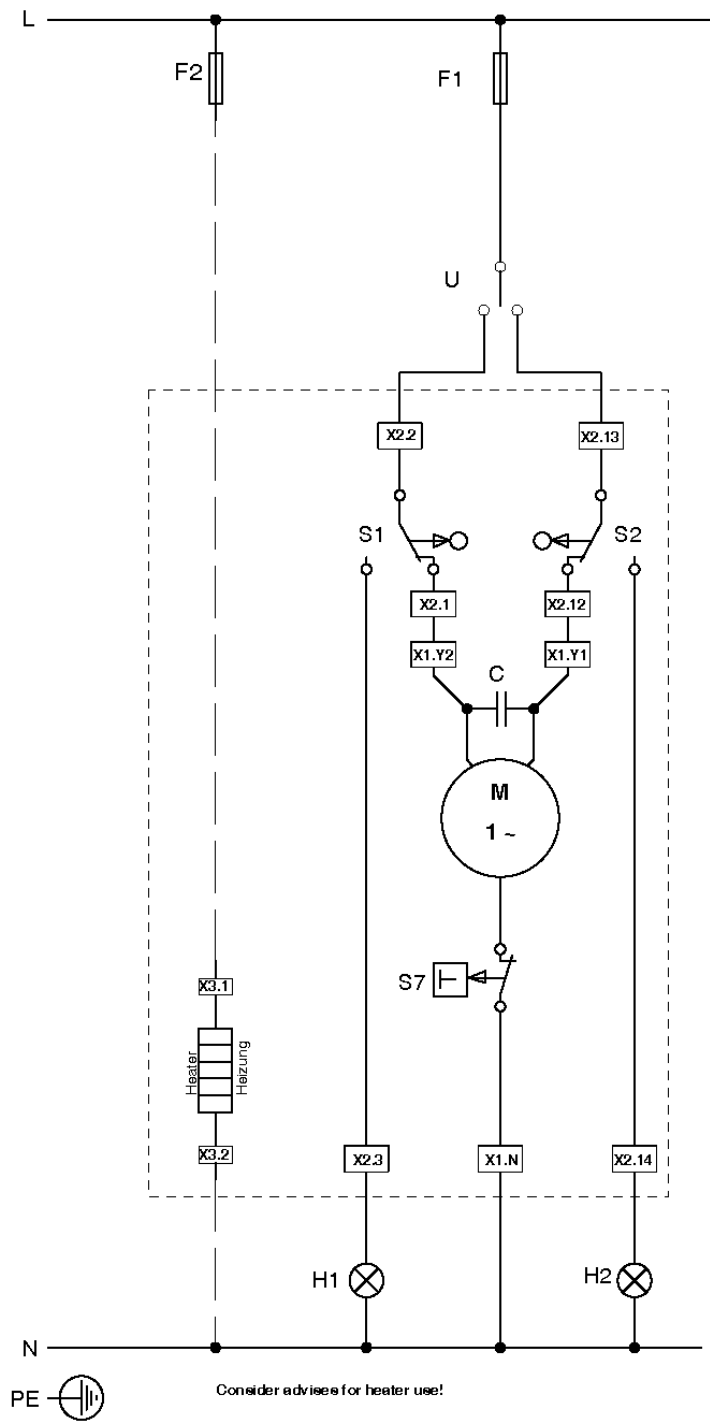 L
F2
F1
U
X2.2
X2.13
S1
S2
X2.1
X2.12
X1.Y2
X1.Y1
C
M
1 ~
S7
X3.1
Heater
Heizung
X3.2
X2.3
X1.N
X2.14
H1
H2
N
PE
Consider advises for heater use!